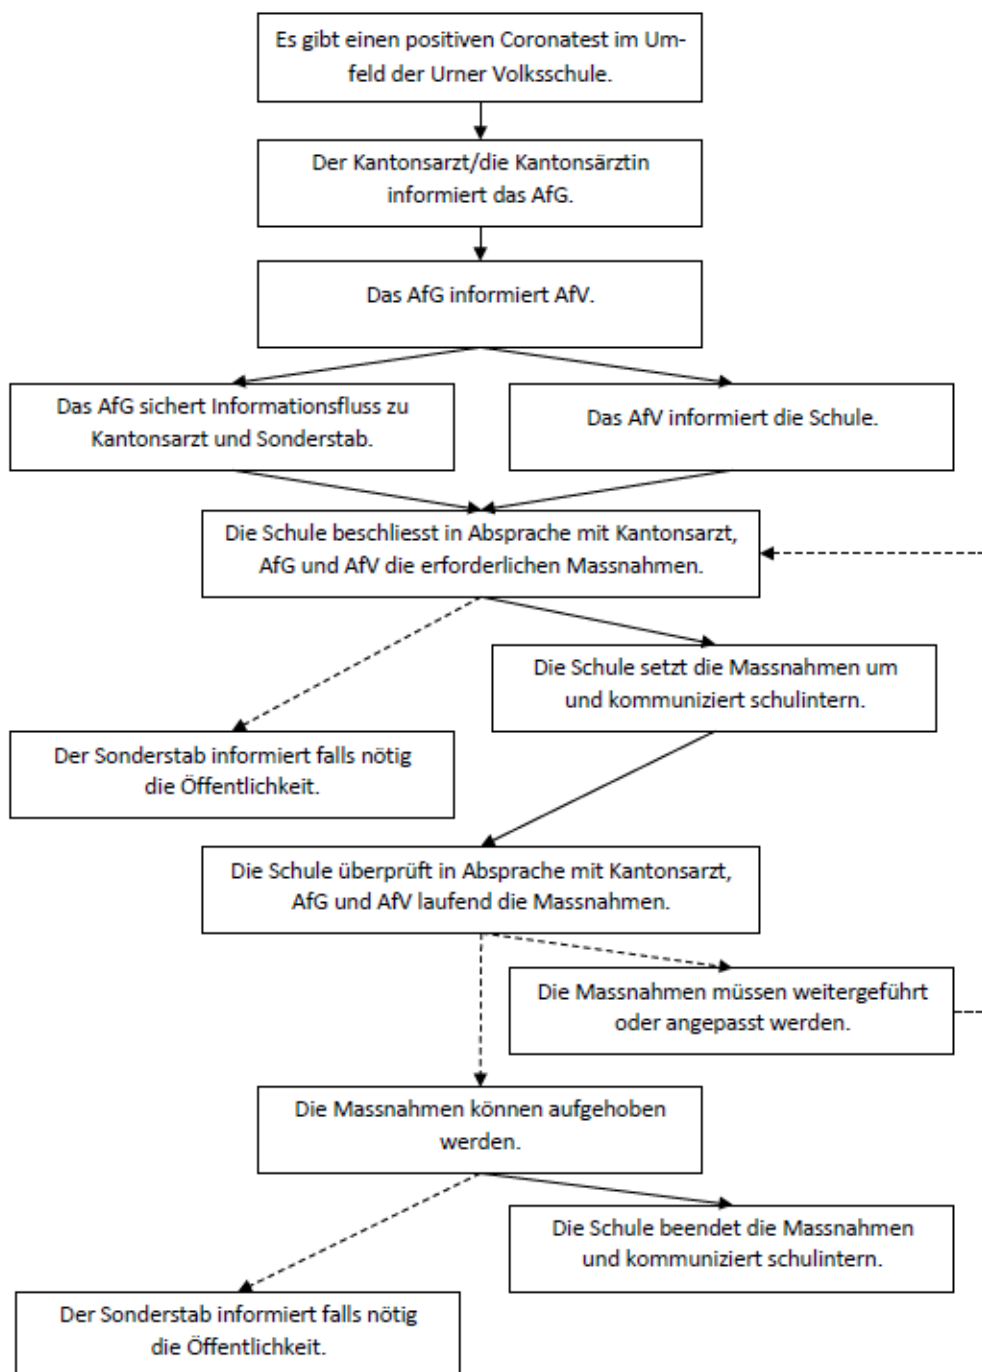 Es gibt einen positiven Coronatest im Um-
feld der Urner Volksschule.
Der Kantonsarzt/die Kantonsärztin
informiert das AfG.
Das AfG informiert AfV.
Das AfG sichert Informationsfluss zu
Kantonsarzt und Sonderstab.
Das AfV informiert die Schule.
Die Schule beschliesst in Absprache mit Kantonsarzt,
AfG und AfV die erforderlichen Massnahmen.
Die Schule setzt die Massnahmen um
und kommuniziert schulintern.
Der Sonderstab informiert falls nötig
die Öffentlichkeit.
Die Schule überprüft in Absprache mit Kantonsarzt,
AfG und AfV laufend die Massnahmen.
Die Massnahmen müssen weitergeführt
oder angepasst werden.
Die Massnahmen können aufgehoben
werden.
Die Schule beendet die Massnahmen
und kommuniziert schulintern.
Der Sonderstab informiert falls nötig
die Öffentlichkeit.